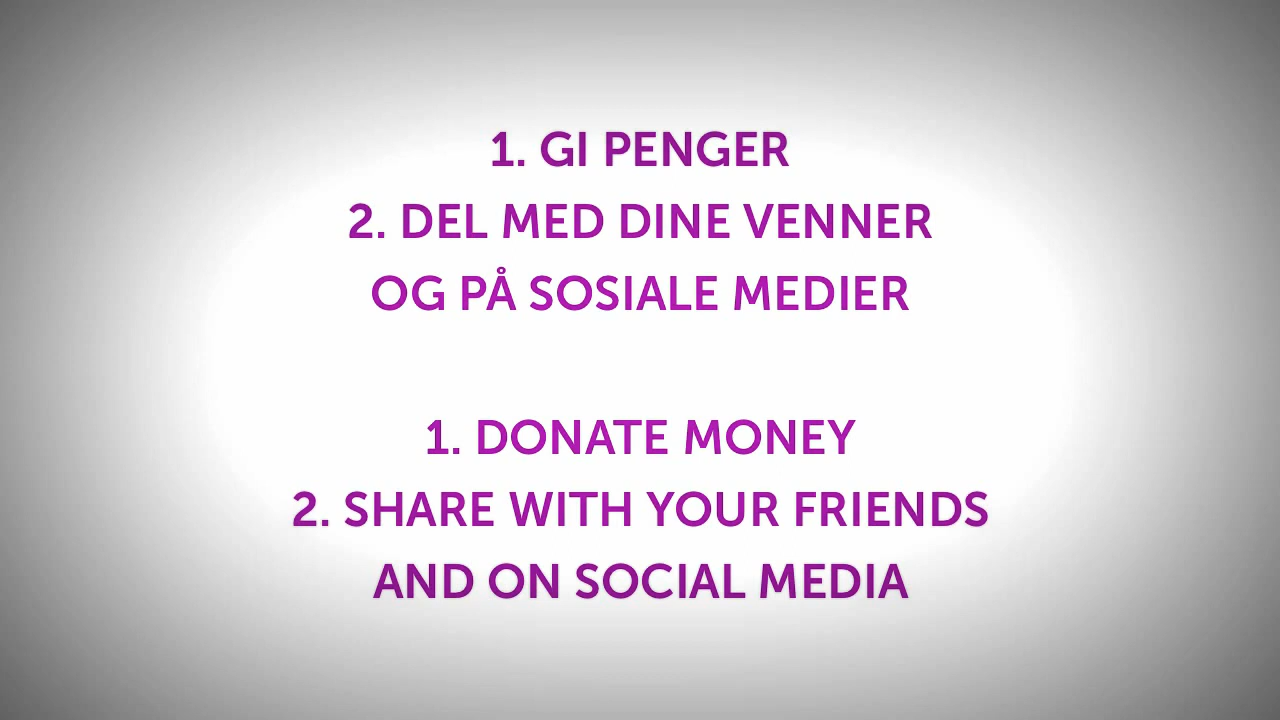 1. GI PENGER
2. DEL MED DINE VENNER
OG PÅ SOSIALE MEDIER
1. DONATE MONEY
2. SHARE WITH YOUR FRIENDS
AND ON SOCIAL MEDIA